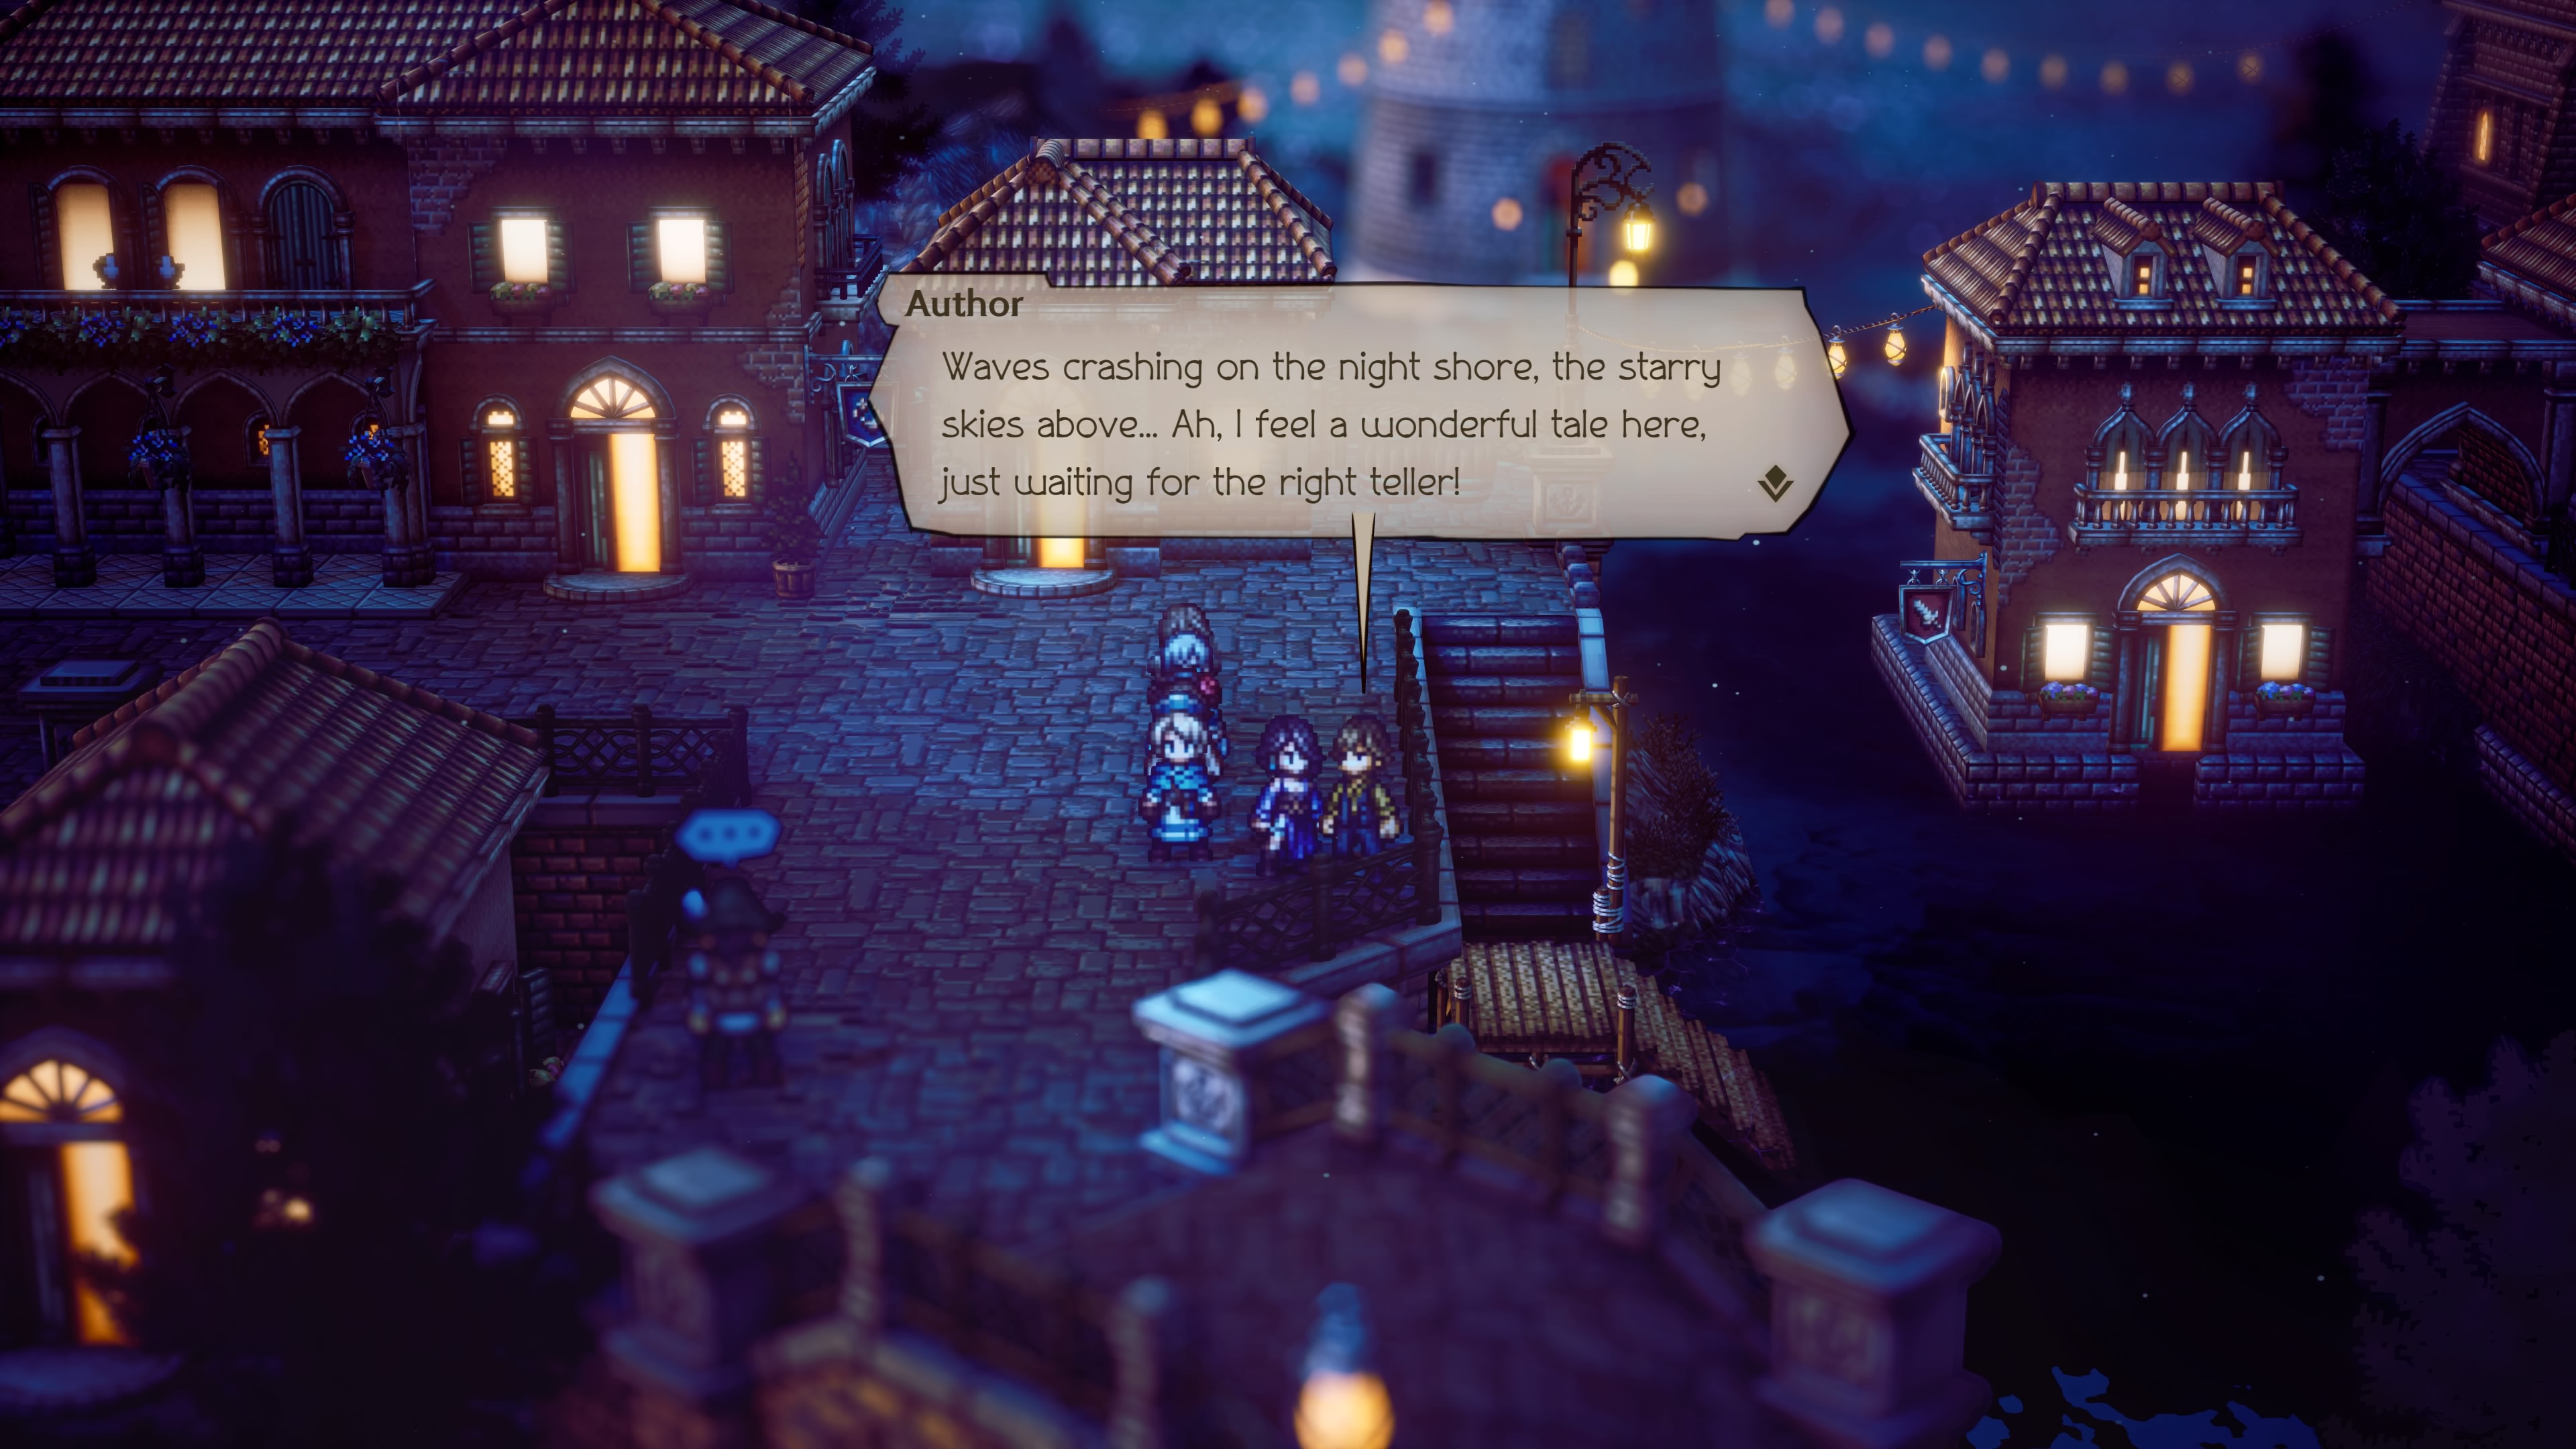 Author
Waves crashing on the night shore, the starry
skies above... Ah, I feel a wonderful tale here,
just waiting for the right teller!